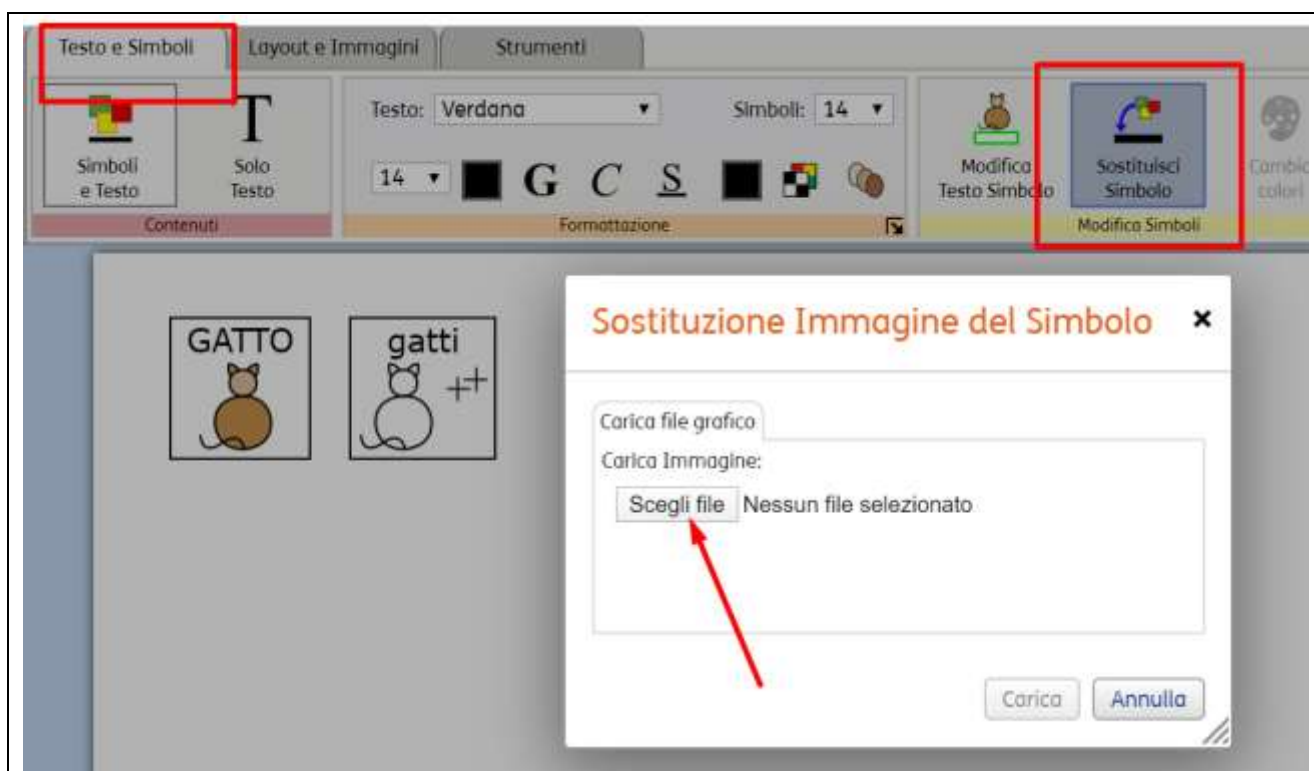 Testo e Simboli
Layout e Immagini
Strumenti
Simboli
e Testo
T
Solo
Testo
Contenuti
Testo: Verdana
Simboli: 14
14
G C S
Formattazione
Modifica
Testo Simbolo
Sostituisci
Simbolo
Cambia
colori
Modifica Simboli
GATTO
gatti
Sostituzione Immagine del Simbolo
Carica file grafico
Carica Immagine:
Scegli file Nessun file selezionato
Carica
Annulla